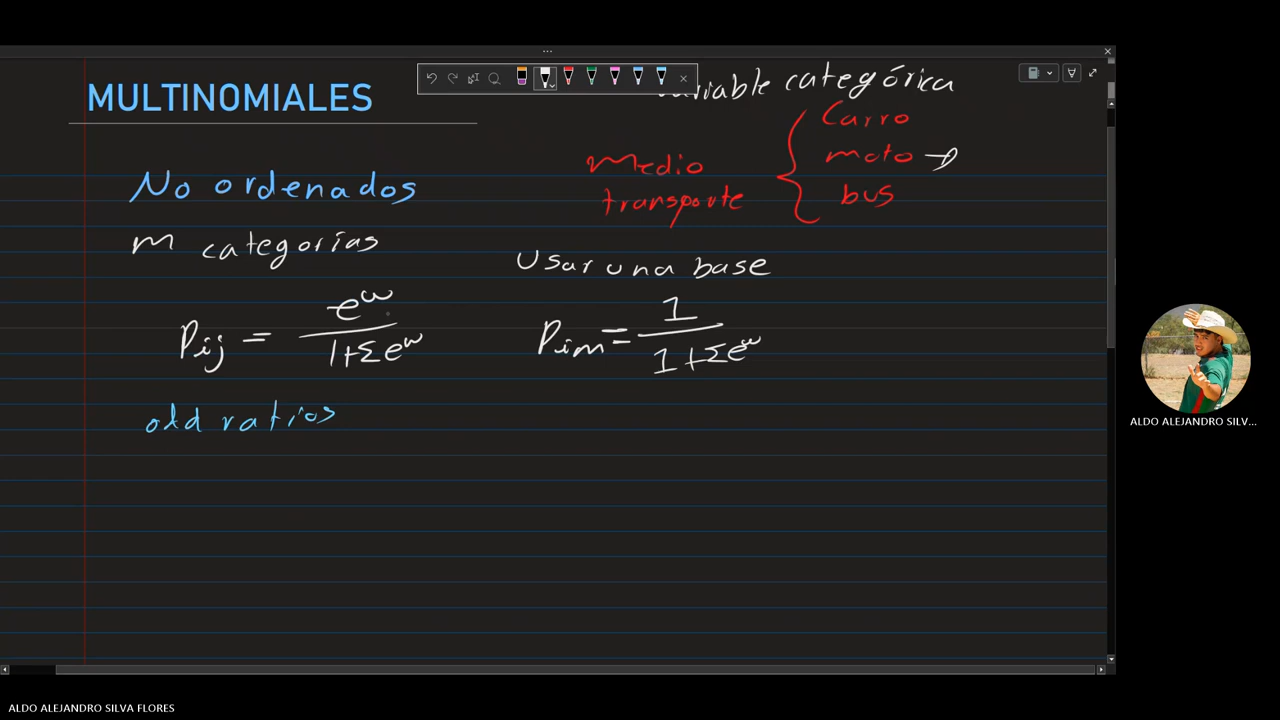 MULTINOMIALES
variable categórica
No ordenados
m categorias
Medio
transporte
Carro
moto
bus
Usar una base
Pij = e^w / 1+Σe^w
Pim = 1 / 1+Σe^w
odd ratios
ALDO ALEJANDRO SILV...
ALDO ALEJANDRO SILVA FLORES